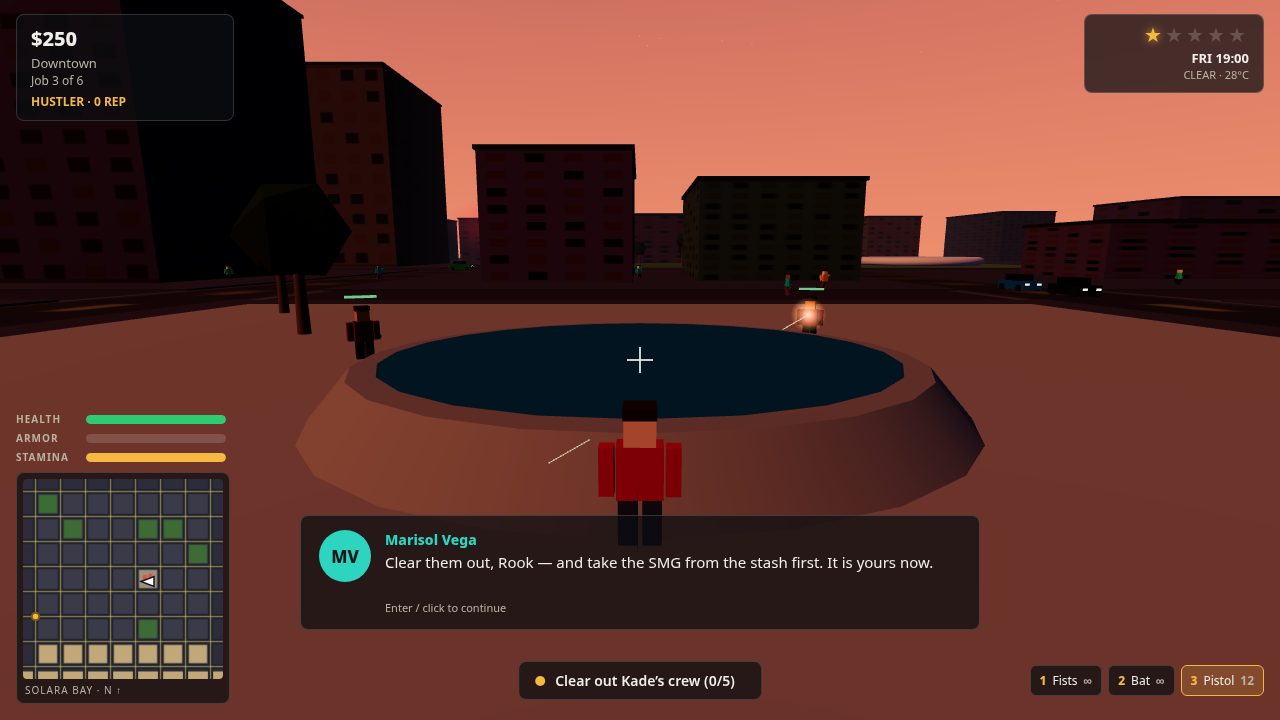 $250
Downtown
Job 3 of 6
HUSTLER · 0 REP
★★★★★
FRI 19:00
CLEAR · 28°C
HEALTH
ARMOR
STAMINA
SOLARA BAY · N ↑
MV
Marisol Vega
Clear them out, Rook — and take the SMG from the stash first. It is yours now.
Enter / click to continue
Clear out Kade’s crew (0/5)
1 Fists ∞
2 Bat ∞
3 Pistol 12